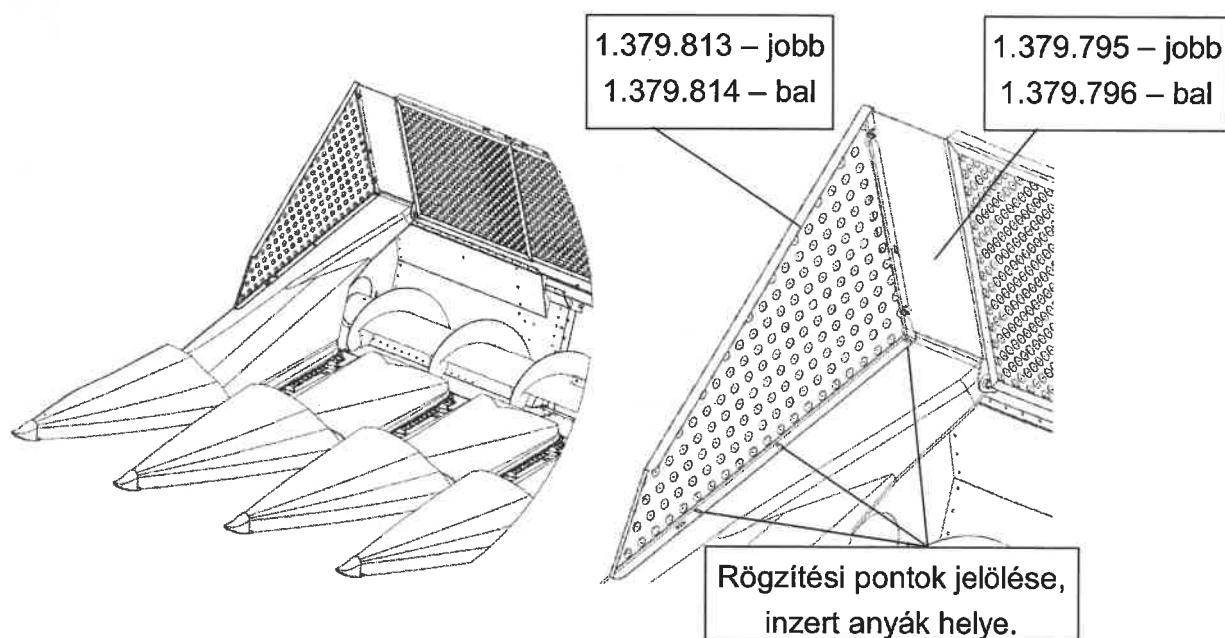 1.379.813 – jobb
1.379.814 – bal
1.379.795 – jobb
1.379.796 – bal
Rögzítési pontok jelölése,
inzert anyák helye.